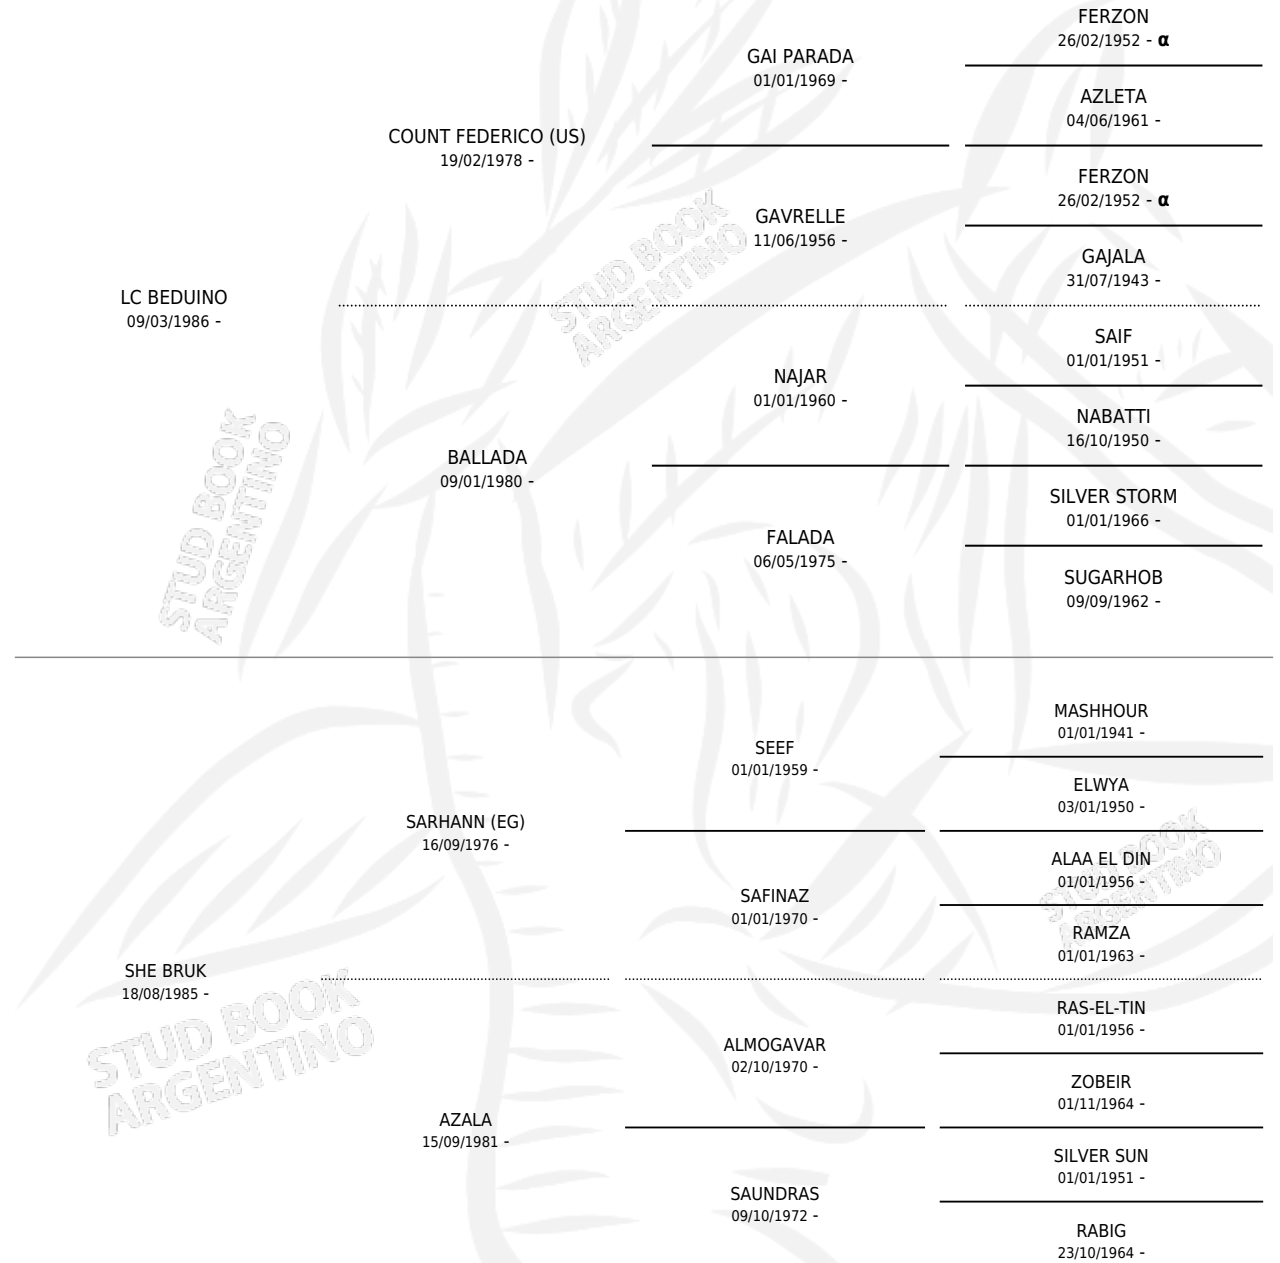 FERZON
26/02/1952 - α
GAI PARADA
01/01/1969 -
AZLETA
04/06/1961 -
COUNT FEDERICO (US)
19/02/1978 -
FERZON
26/02/1952 - α
GAVRELLE
11/06/1956 -
GAJALA
31/07/1943 -
LC BEDUINO
09/03/1986 -
SAIF
01/01/1951 -
NAJAR
01/01/1960 -
NABATTI
16/10/1950 -
BALLADA
09/01/1980 -
SILVER STORM
01/01/1966 -
FALADA
06/05/1975 -
SUGARHOB
09/09/1962 -
MASHHOUR
01/01/1941 -
SEEF
01/01/1959 -
ELWYA
03/01/1950 -
SARHANN (EG)
16/09/1976 -
ALAA EL DIN
01/01/1956 -
SAFINAZ
01/01/1970 -
RAMZA
01/01/1963 -
SHE BRUK
18/08/1985 -
RAS-EL-TIN
01/01/1956 -
ALMOGAVAR
02/10/1970 -
ZOBEIR
01/11/1964 -
AZALA
15/09/1981 -
SILVER SUN
01/01/1951 -
SAUNDRAS
09/10/1972 -
RABIG
23/10/1964 -
STUD BOOK
ARGENTINO
STUD BOOK
ARGENTINO
STUD BOOK
ARGENTINO
STUD BOOK
ARGENTINO